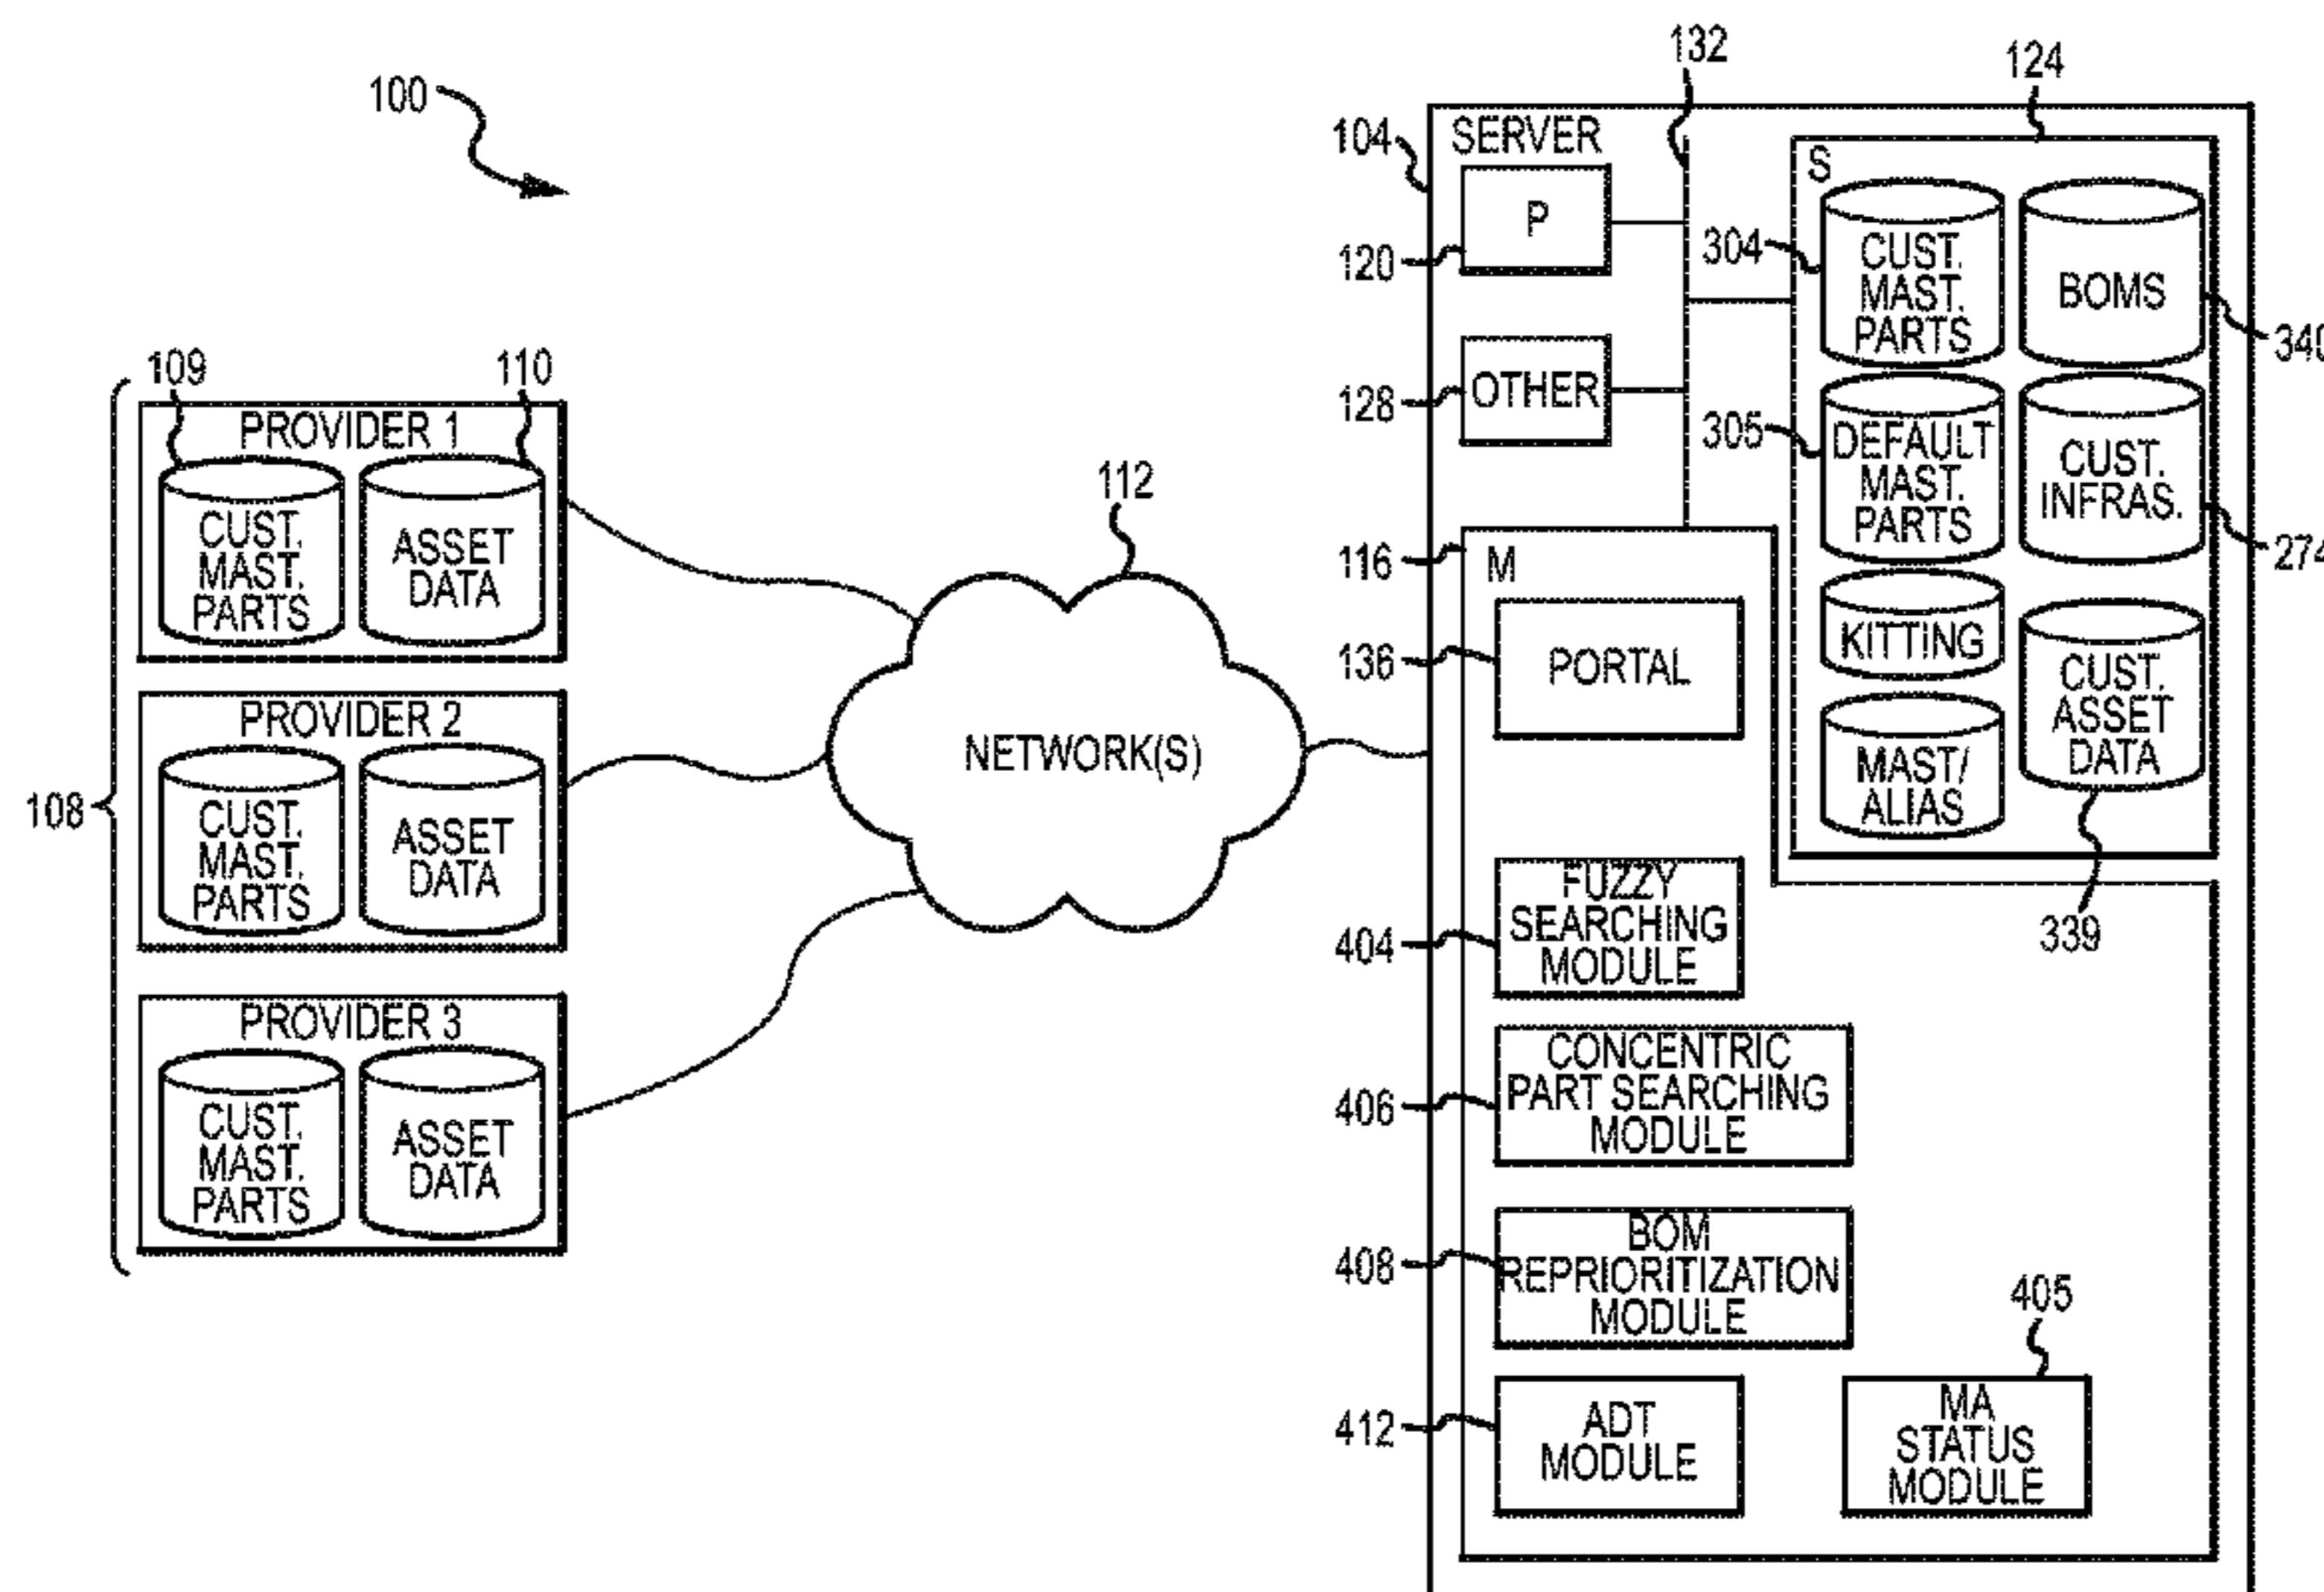 100
108
109
110
PROVIDER 1
CUST.
MAST.
PARTS
ASSET
DATA
PROVIDER 2
CUST.
MAST.
PARTS
ASSET
DATA
PROVIDER 3
CUST.
MAST.
PARTS
ASSET
DATA
112
NETWORK(S)
132
124
104
SERVER
P
120
OTHER
128
S
304
CUST.
MAST.
PARTS
BOMS
340
305
DEFAULT
MAST.
PARTS
CUST.
INFRAS.
274
KITTING
CUST.
ASSET
DATA
339
MAST/
ALIAS
116
M
136
PORTAL
404
FUZZY
SEARCHING
MODULE
406
CONCENTRIC
PART SEARCHING
MODULE
408
BOM
REPRIORITIZATION
MODULE
412
ADT
MODULE
405
MA
STATUS
MODULE